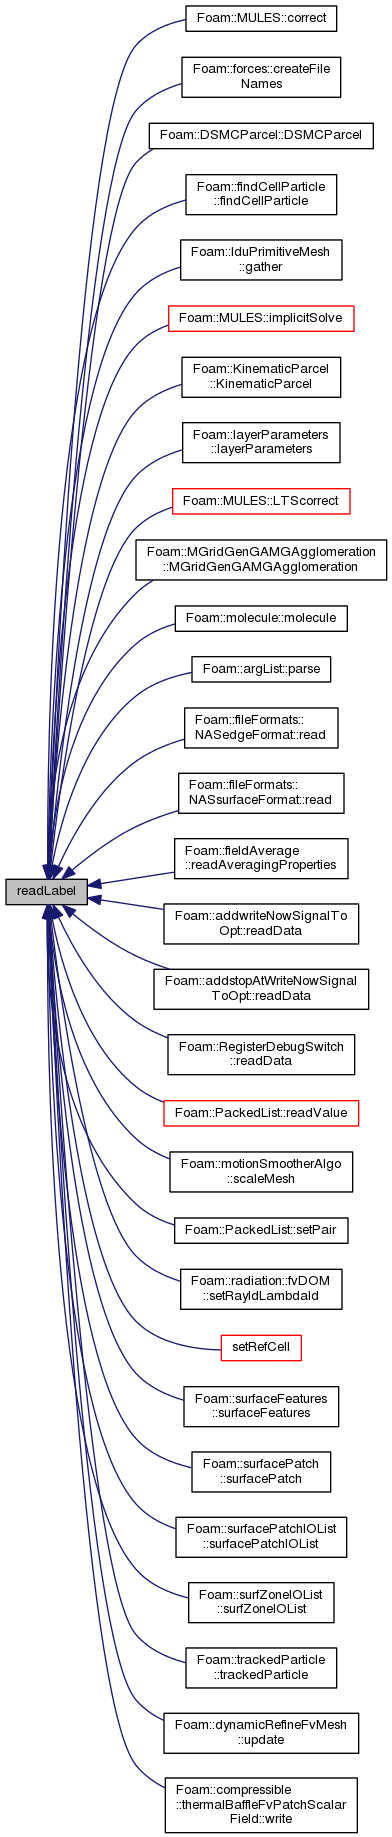 Foam::MULES::correct
Foam::forces::createFile
Names
Foam::DSMCParcel::DSMCParcel
Foam::findCellParticle
::findCellParticle
Foam::lduPrimitiveMesh
::gather
Foam::MULES::implicitSolve
Foam::KinematicParcel
::KinematicParcel
Foam::layerParameters
::layerParameters
Foam::MULES::LTScorrect
Foam::MGridGenGAMGAgglomeration
::MGridGenGAMGAgglomeration
Foam::molecule::molecule
Foam::argList::parse
Foam::fileFormats::
NASedgeFormat::read
Foam::fileFormats::
NASsurfaceFormat::read
Foam::fieldAverage
::readAveragingProperties
readLabel
Foam::addwriteNowSignalTo
Opt::readData
Foam::addstopAtWriteNowSignal
ToOpt::readData
Foam::RegisterDebugSwitch
::readData
Foam::PackedList::readValue
Foam::motionSmootherAlgo
::scaleMesh
Foam::PackedList::setPair
Foam::radiation::fvDOM
::setRayIdLambdaId
setRefCell
Foam::surfaceFeatures
::surfaceFeatures
Foam::surfacePatch
::surfacePatch
Foam::surfacePatchIOList
::surfacePatchIOList
Foam::surfZoneIOList
::surfZoneIOList
Foam::trackedParticle
::trackedParticle
Foam::dynamicRefineFvMesh
::update
Foam::compressible
::thermalBaffleFvPatchScalar
Field::write